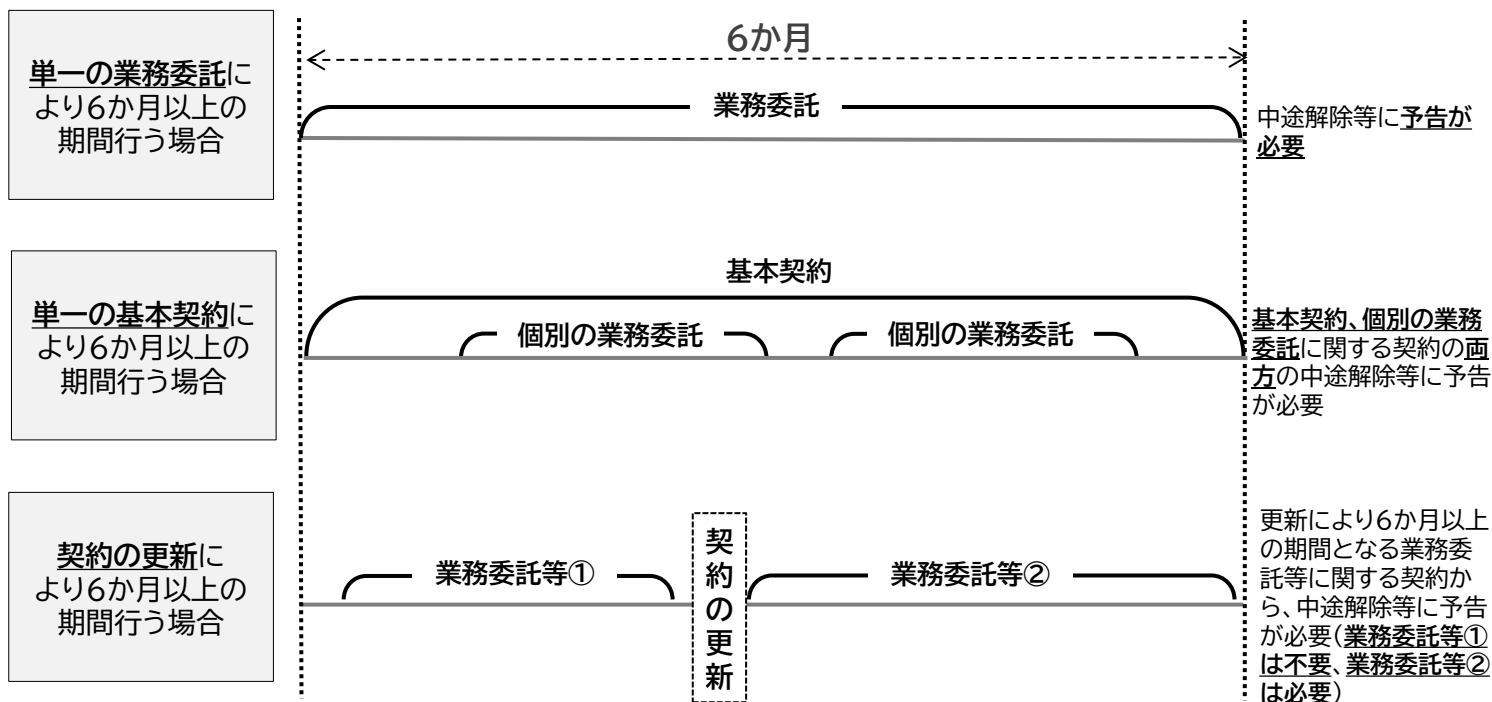 6か月
単一の業務委託に
より6か月以上の
期間行う場合
業務委託
中途解除等に予告が
必要
単一の基本契約に
より6か月以上の
期間行う場合
基本契約
個別の業務委託
個別の業務委託
基本契約、個別の業務
委託に関する契約の両
方の中途解除等に予告
が必要
契約の更新に
より6か月以上の
期間行う場合
業務委託等①
契約の更新
業務委託等②
更新により6か月以上
の期間となる業務委
託等に関する契約か
ら、中途解除等に予告
が必要(業務委託等①
は不要、業務委託等②
は必要)